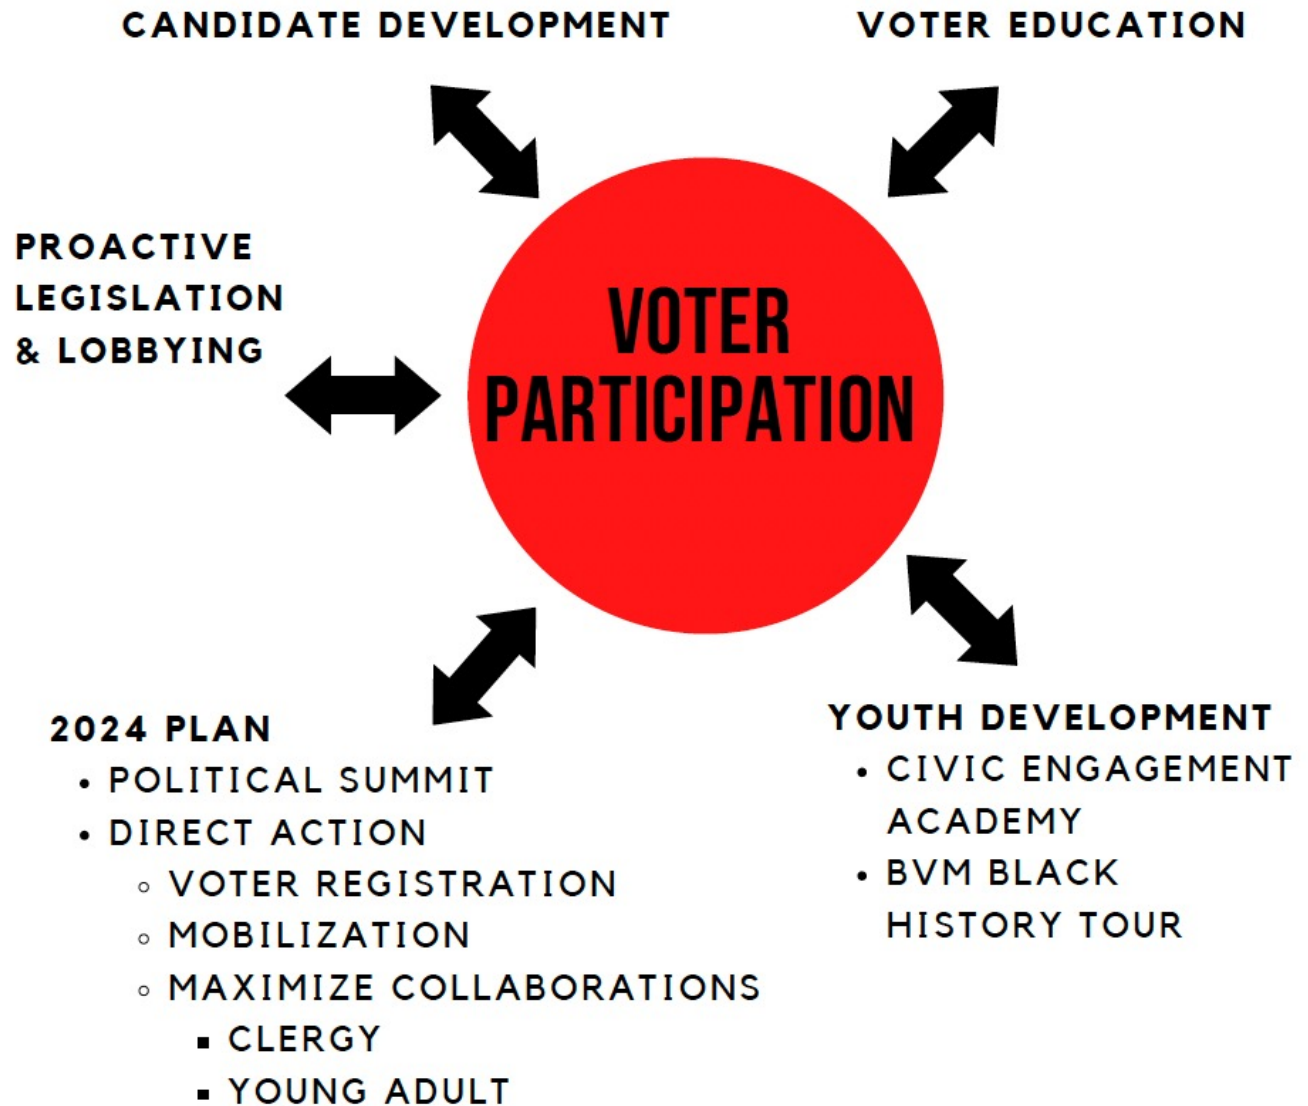 CANDIDATE DEVELOPMENT
VOTER EDUCATION
PROACTIVE
LEGISLATION
& LOBBYING
VOTER
PARTICIPATION
2024 PLAN
• POLITICAL SUMMIT
• DIRECT ACTION
◦ VOTER REGISTRATION
◦ MOBILIZATION
◦ MAXIMIZE COLLABORATIONS
▪ CLERGY
▪ YOUNG ADULT
YOUTH DEVELOPMENT
• CIVIC ENGAGEMENT
ACADEMY
• BVM BLACK
HISTORY TOUR